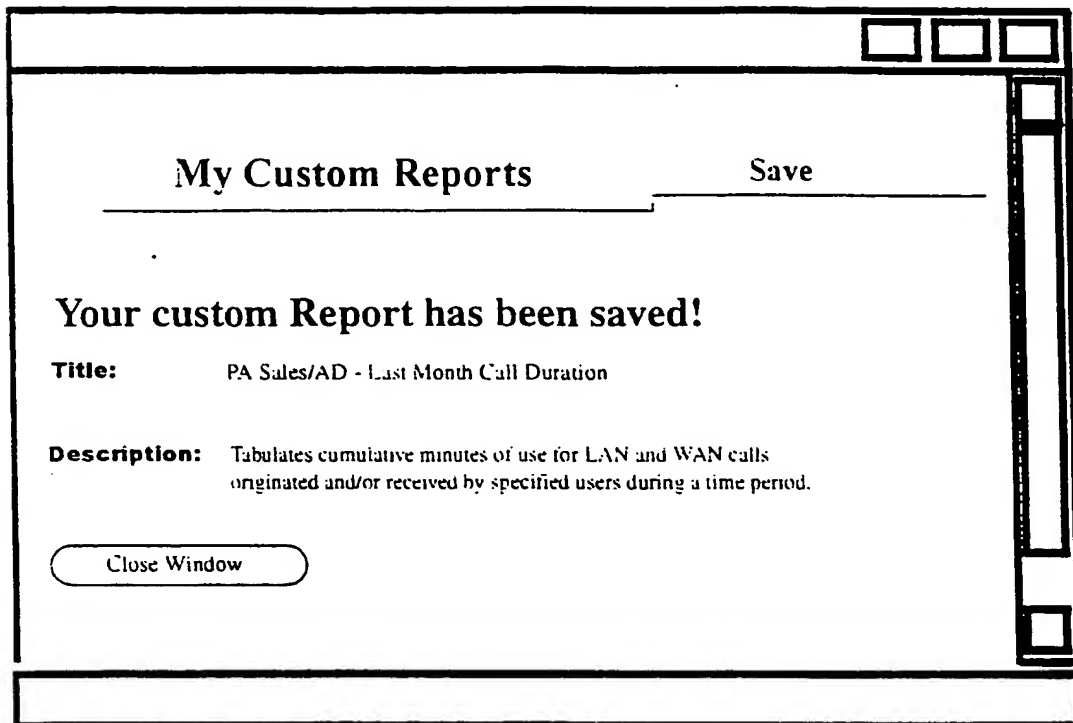 My Custom Reports Save
Your custom Report has been saved!
Title: PA Sales/AD - Last Month Call Duration
Description: Tabulates cumulative minutes of use for LAN and WAN calls
originated and/or received by specified users during a time period.
Close Window